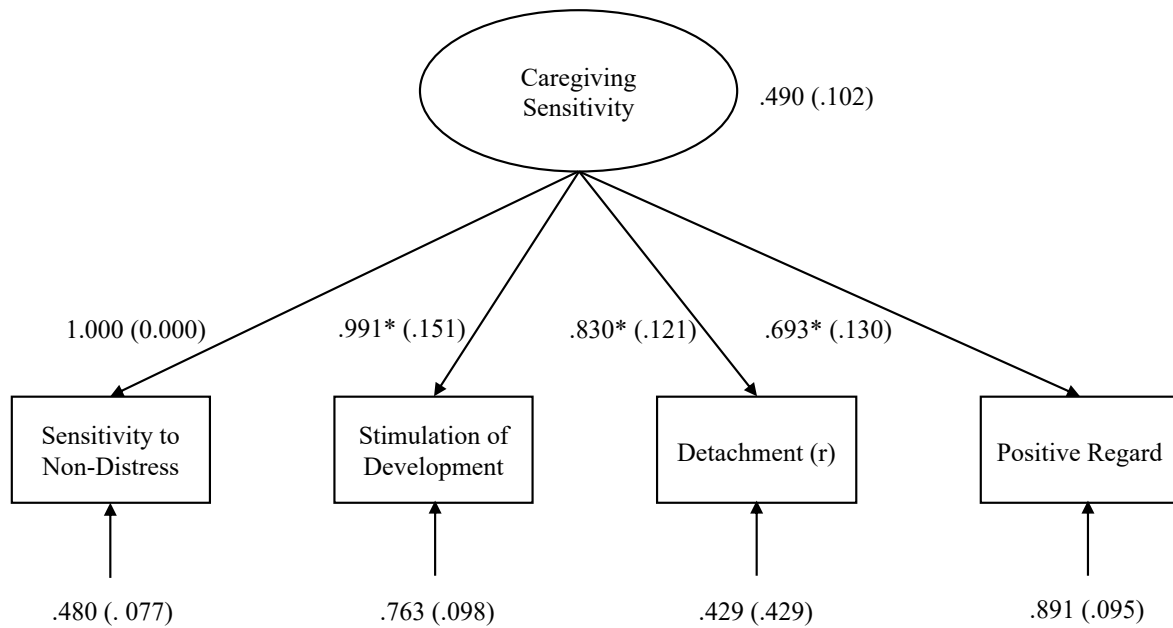 Caregiving
Sensitivity
.490 (.102)
1.000 (0.000)
.991* (.151)
.830* (.121)
.693* (.130)
Sensitivity to
Non-Distress
Stimulation of
Development
Detachment (r)
Positive Regard
.480 (. 077)
.763 (.098)
.429 (.429)
.891 (.095)